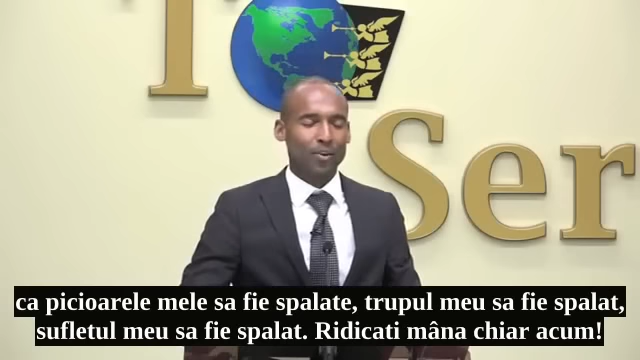 To
Ser
ca picioarele mele sa fie spalate, trupul meu sa fie spalat,
sufletul meu sa fie spalat. Ridicati mâna chiar acum!